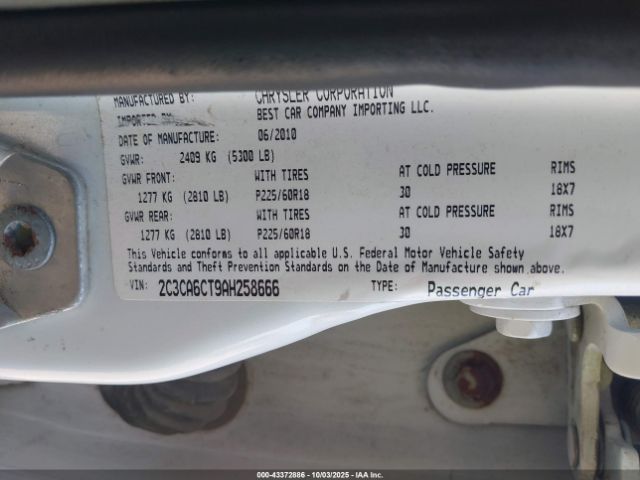 MANUFACTURED BY: CHRYSLER CORPORATION
IMPORTED BY: BEST CAR COMPANY IMPORTING LLC.
DATE OF MANUFACTURE: 06/2010
GVWR: 2409 KG (5300 LB)
GVWR FRONT: WITH TIRES AT COLD PRESSURE RIMS
1277 KG (2810 LB) P225/60R18 30 18X7
GVWR REAR: WITH TIRES AT COLD PRESSURE RIMS
1277 KG (2810 LB) P225/60R18 30 18X7
This Vehicle conforms to all applicable U.S. Federal Motor Vehicle Safety
Standards and Theft Prevention Standards on the Date of Manufacture shown above.
VIN: 2C3CA6CT9AH258666 TYPE: Passenger Car
000-43372886 | 10/03/2025 | IAA Inc.